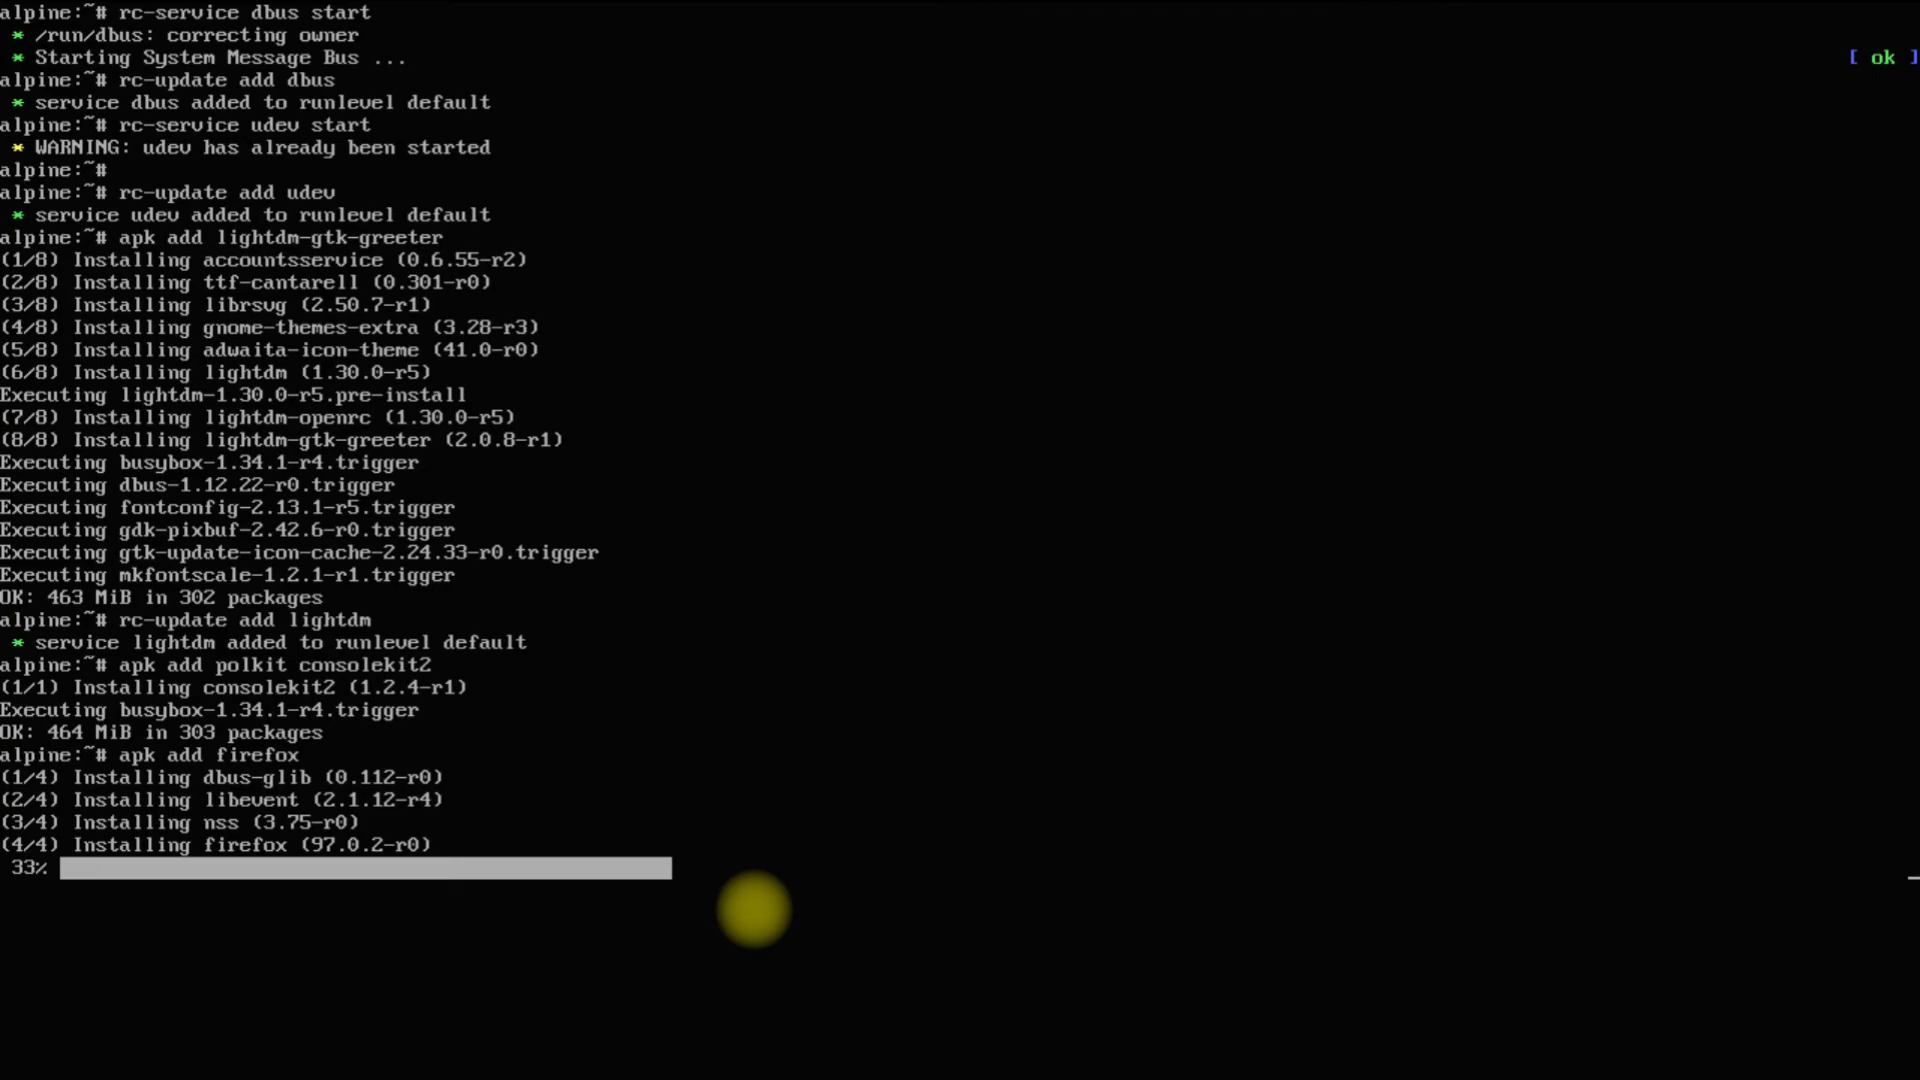 alpine:~# rc-service dbus start
 * /run/dbus: correcting owner
 * Starting System Message Bus ... [ ok ]
alpine:~# rc-update add dbus
 * service dbus added to runlevel default
alpine:~# rc-service udev start
 * WARNING: udev has already been started
alpine:~#
alpine:~# rc-update add udev
 * service udev added to runlevel default
alpine:~# apk add lightdm-gtk-greeter
(1/8) Installing accountsservice (0.6.55-r2)
(2/8) Installing ttf-cantarell (0.301-r0)
(3/8) Installing librsvg (2.50.7-r1)
(4/8) Installing gnome-themes-extra (3.28-r3)
(5/8) Installing adwaita-icon-theme (41.0-r0)
(6/8) Installing lightdm (1.30.0-r5)
Executing lightdm-1.30.0-r5.pre-install
(7/8) Installing lightdm-openrc (1.30.0-r5)
(8/8) Installing lightdm-gtk-greeter (2.0.8-r1)
Executing busybox-1.34.1-r4.trigger
Executing dbus-1.12.22-r0.trigger
Executing fontconfig-2.13.1-r5.trigger
Executing gdk-pixbuf-2.42.6-r0.trigger
Executing gtk-update-icon-cache-2.24.33-r0.trigger
Executing mkfontscale-1.2.1-r1.trigger
OK: 463 MiB in 302 packages
alpine:~# rc-update add lightdm
 * service lightdm added to runlevel default
alpine:~# apk add polkit consolekit2
(1/1) Installing consolekit2 (1.2.4-r1)
Executing busybox-1.34.1-r4.trigger
OK: 464 MiB in 303 packages
alpine:~# apk add firefox
(1/4) Installing dbus-glib (0.112-r0)
(2/4) Installing libevent (2.1.12-r4)
(3/4) Installing nss (3.75-r0)
(4/4) Installing firefox (97.0.2-r0)
33%